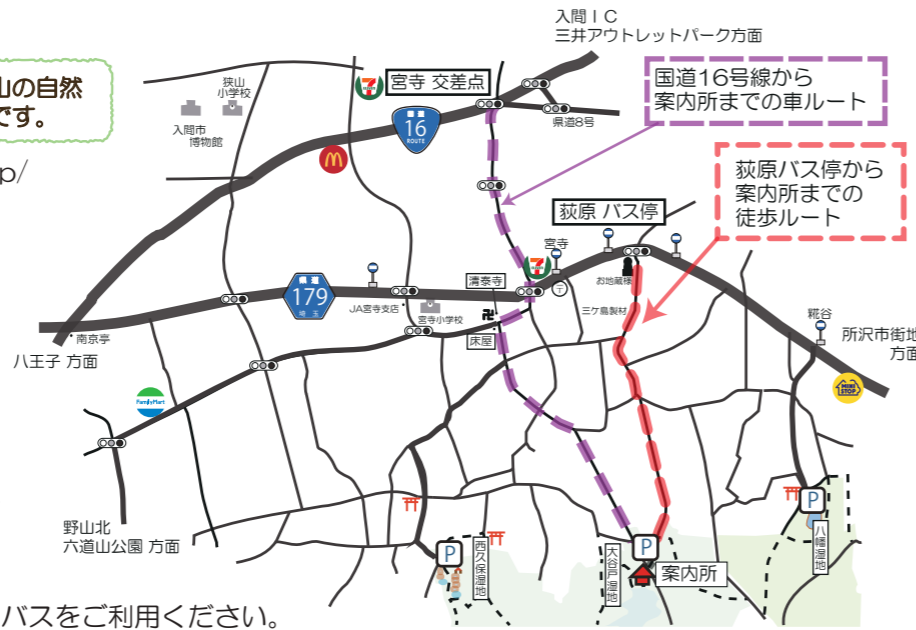 入間ＩＣ
三井アウトレットパーク方面
山の自然
です。
p/
狭山
小学校
入間市
博物館
宮寺 交差点
国道
16
ROUTE
県道8号
国道16号線から
案内所までの車ルート
荻原バス停から
案内所までの
徒歩ルート
荻原 バス停
宮寺
清泰寺
お地蔵様
県道
179
埼玉
JA宮寺支店
宮寺小学校
床屋
三ケ島製材
糀谷
所沢市街地
方面
南京亭
八王子 方面
FamilyMart
MINI
STOP
野山北
六道山公園 方面
P
西久保湿地
大谷戸湿地
P
案内所
P
八幡湿地
バスをご利用ください。